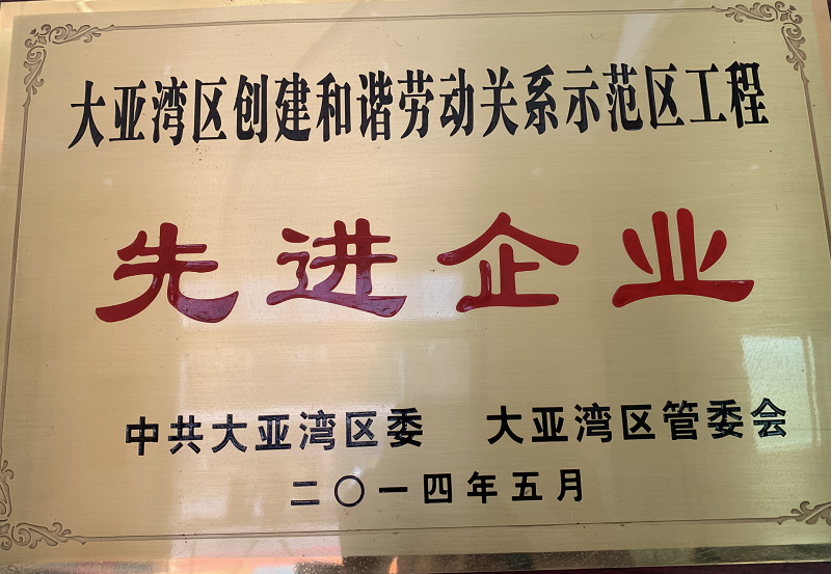 大亚湾区创建和谐劳动关系示范区工程
先进企业
中共大亚湾区委 大亚湾区管委会
二〇一四年五月